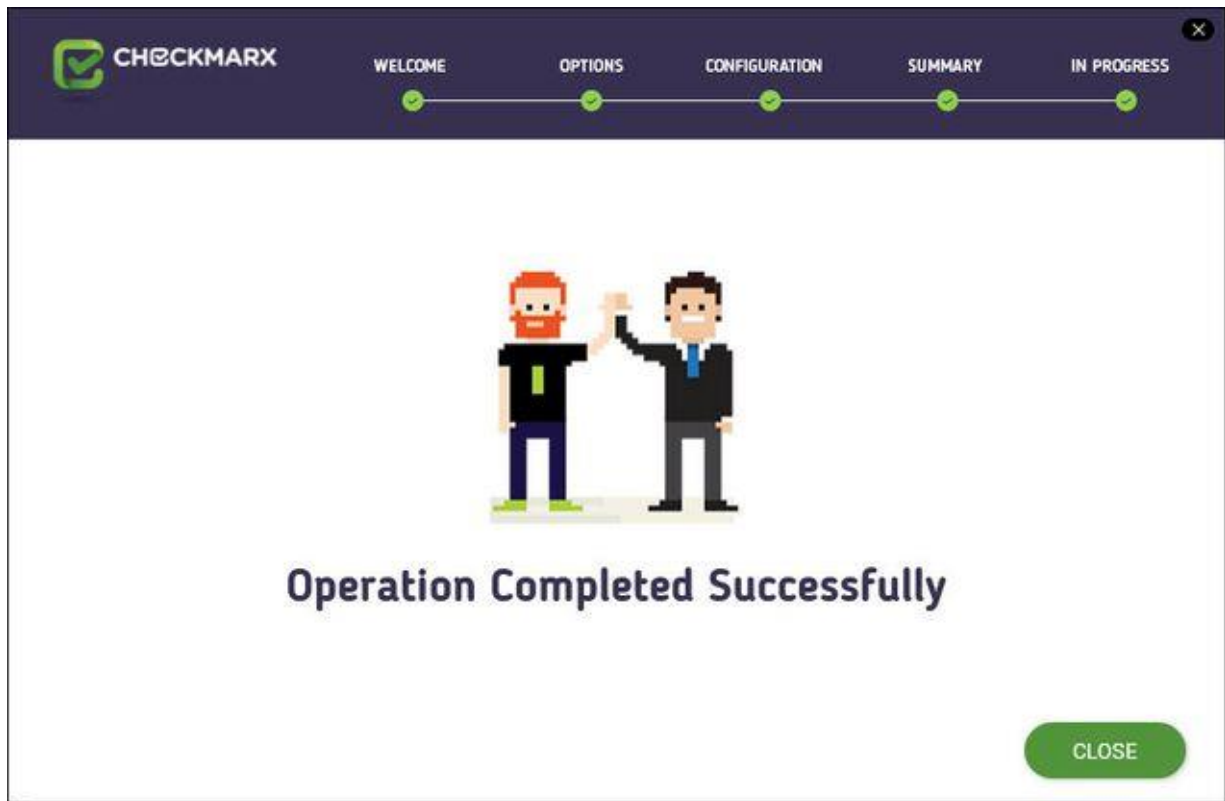 CHECKMARX
WELCOME
OPTIONS
CONFIGURATION
SUMMARY
IN PROGRESS
Operation Completed Successfully
CLOSE